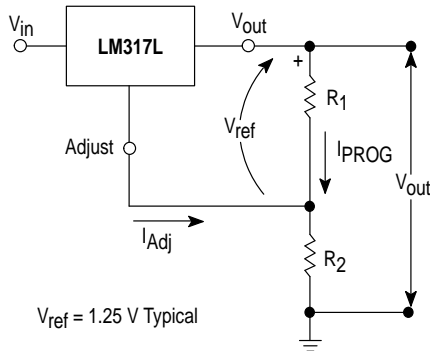 Vin
LM317L
Vout
+
R1
Vref
Adjust
IPROG
Vout
IAdj
R2
Vref = 1.25 V Typical